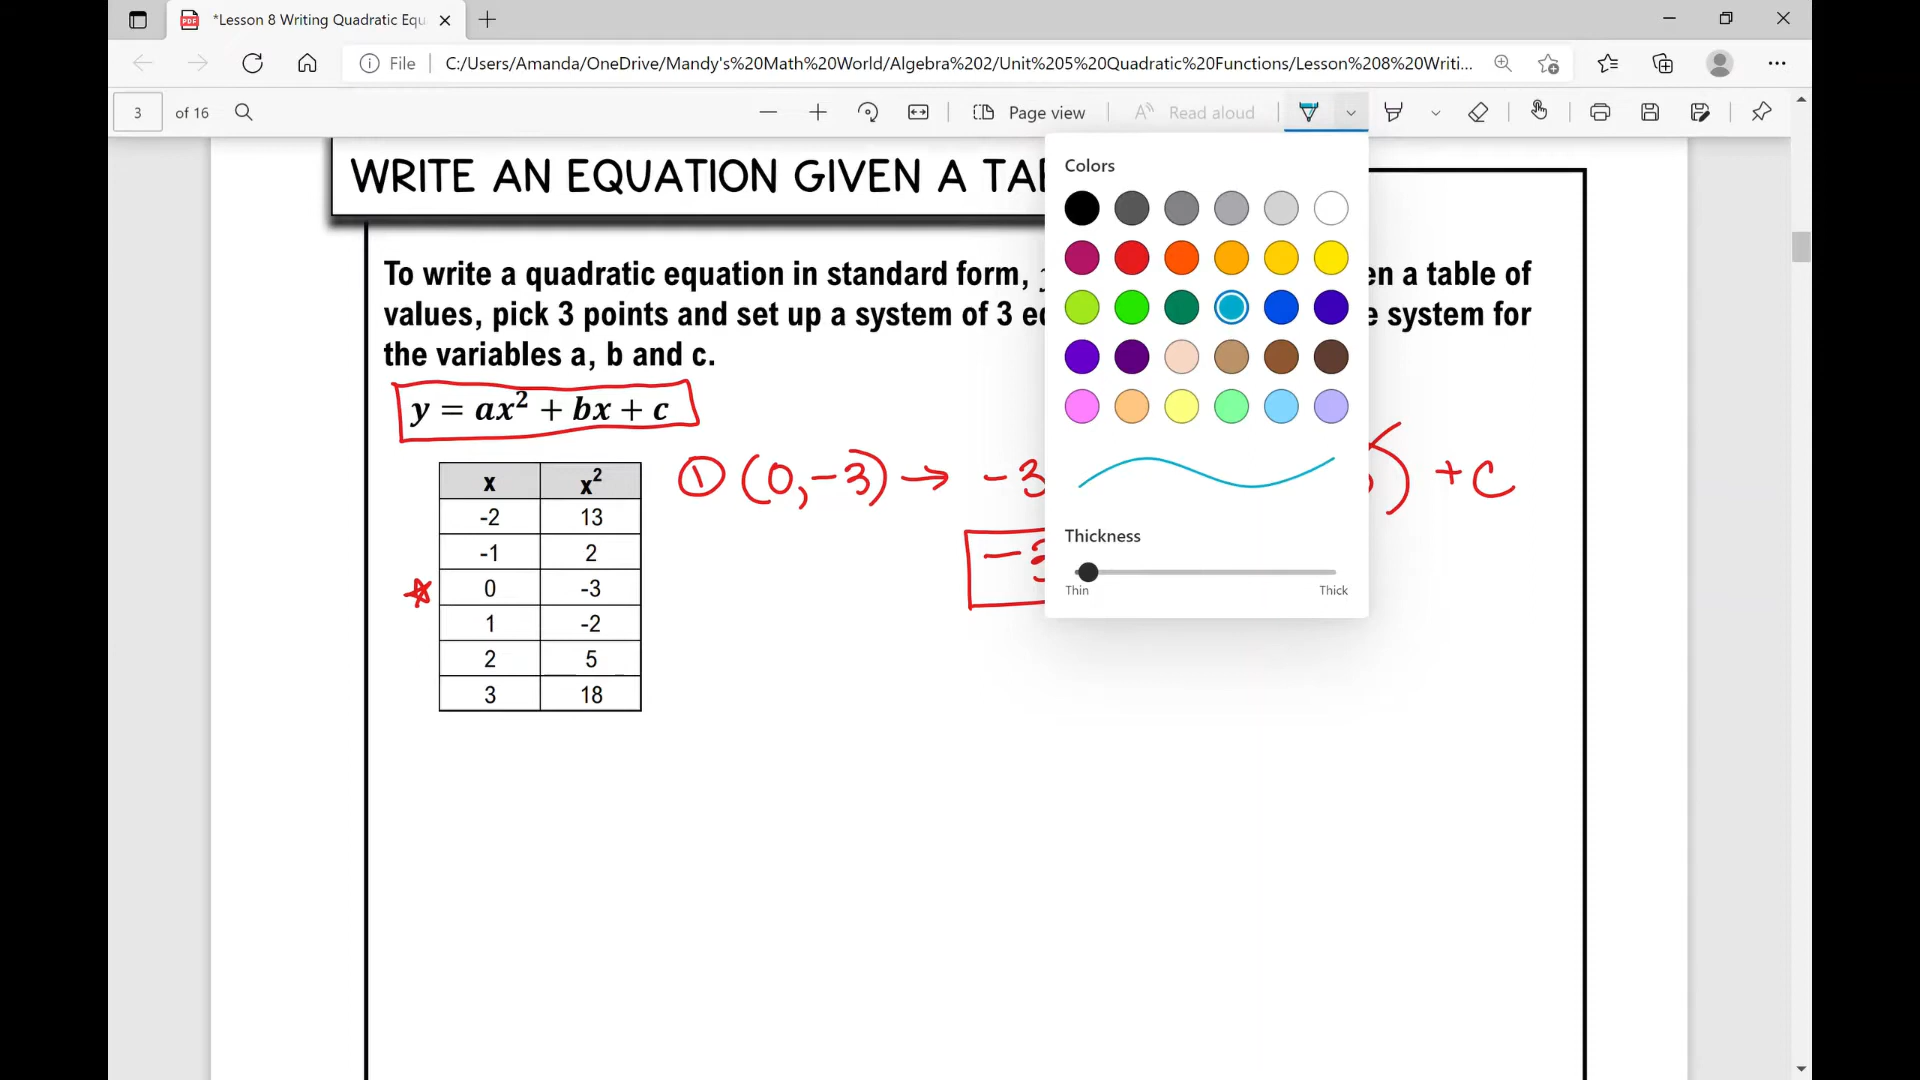 *Lesson 8 Writing Quadratic Equ
File
C:/Users/Amanda/OneDrive/Mandy's%20Math%20World/Algebra%202/Unit%205%20Quadratic%20Functions/Lesson%208%20Writi...
3 of 16
Page view
Read aloud
WRITE AN EQUATION GIVEN A TA
Colors
To write a quadratic equation in standard form, en a table of
values, pick 3 points and set up a system of 3 e e system for
the variables a, b and c.
y = ax² + bx + c
x x²
-2 13
-1 2
0 -3
1 -2
2 5
3 18
① (0,-3) → -3 ) + c
-3
Thickness
Thin Thick